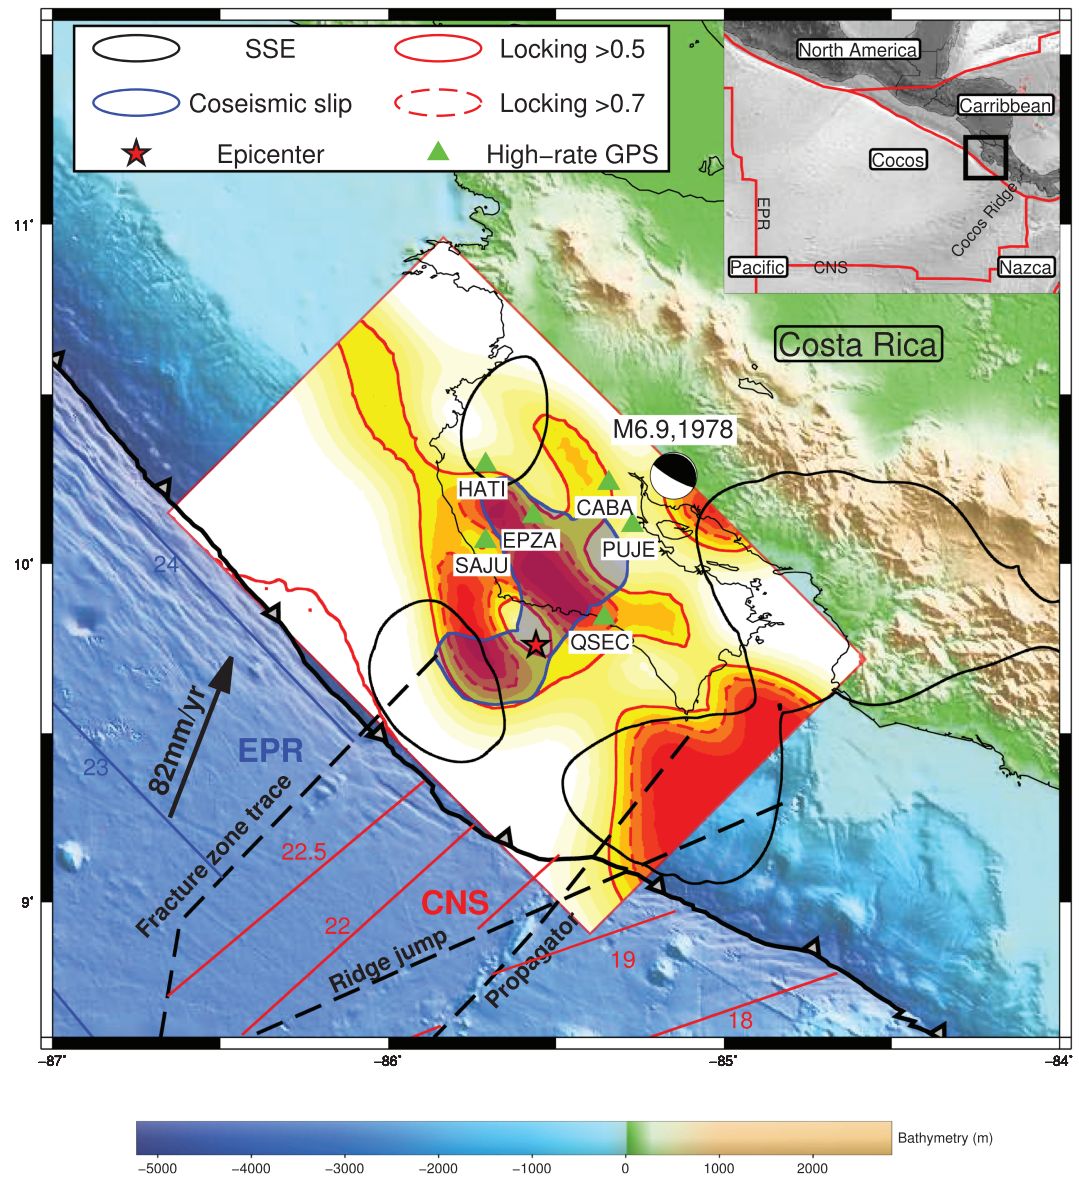 SSE
Locking >0.5
Coseismic slip
Locking >0.7
Epicenter
High−rate GPS
North America
Carribbean
Cocos
Cocos Ridge
EPR
Pacific
CNS
Nazca
11°
10°
9°
Costa Rica
M6.9,1978
HATI
CABA
EPZA
PUJE
SAJU
QSEC
24
23
82mm/yr
EPR
Fracture zone trace
22.5
22
CNS
Ridge jump
Propagator
19
18
−87°
−86°
−85°
−84°
Bathymetry (m)
−5000
−4000
−3000
−2000
−1000
0
1000
2000